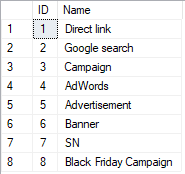 ID Name
1 1 Direct link
2 2 Google search
3 3 Campaign
4 4 AdWords
5 5 Advertisement
6 6 Banner
7 7 SN
8 8 Black Friday Campaign